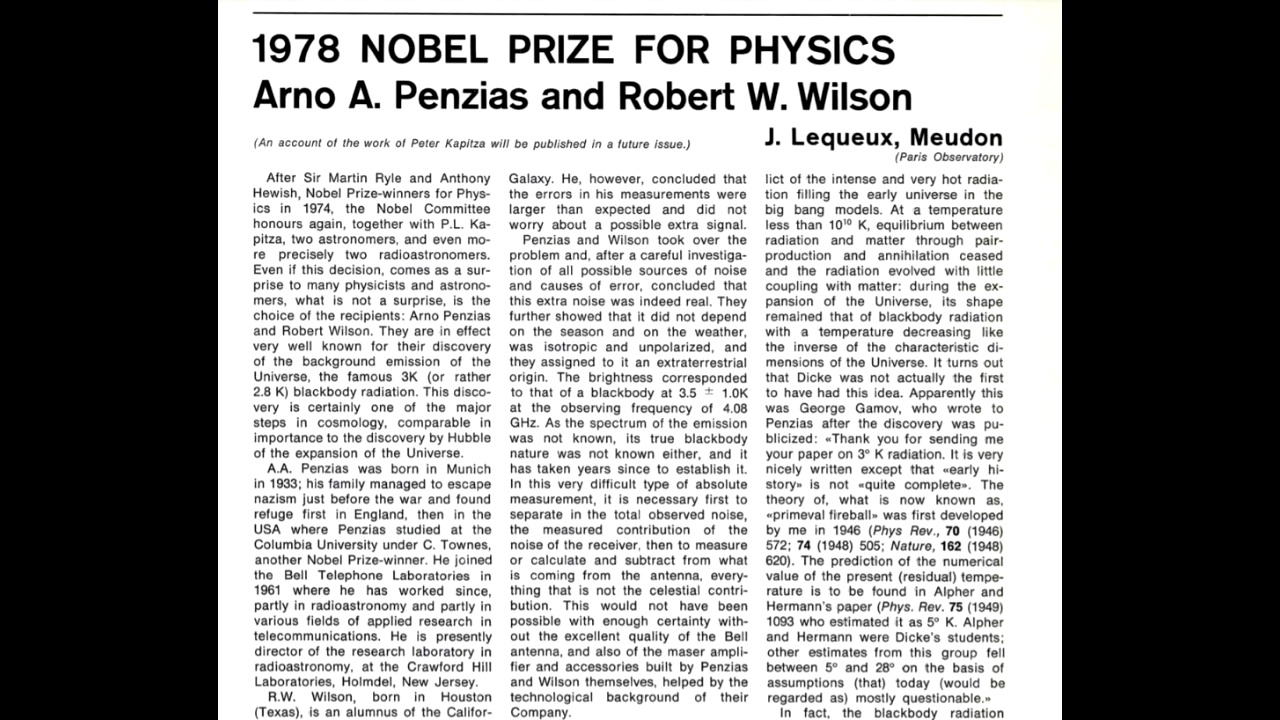 1978 NOBEL PRIZE FOR PHYSICS
Arno A. Penzias and Robert W. Wilson
J. Lequeux, Meudon
(An account of the work of Peter Kapitza will be published in a future issue.)
(Paris Observatory)
After Sir Martin Ryle and Anthony
Hewish, Nobel Prize-winners for Phys-
ics in 1974, the Nobel Committee
honours again, together with P.L. Ka-
pitza, two astronomers, and even mo-
re precisely two radioastronomers.
Even if this decision, comes as a sur-
prise to many physicists and astrono-
mers, what is not a surprise, is the
choice of the recipients: Arno Penzias
and Robert Wilson. They are in effect
very well known for their discovery
of the background emission of the
Universe, the famous 3K (or rather
2.8 K) blackbody radiation. This disco-
very is certainly one of the major
steps in cosmology, comparable in
importance to the discovery by Hubble
of the expansion of the Universe.
A.A. Penzias was born in Munich
in 1933; his family managed to escape
nazism just before the war and found
refuge first in England, then in the
USA where Penzias studied at the
Columbia University under C. Townes,
another Nobel Prize-winner. He joined
the Bell Telephone Laboratories in
1961 where he has worked since,
partly in radioastronomy and partly in
various fields of applied research in
telecommunications. He is presently
director of the research laboratory in
radioastronomy, at the Crawford Hill
Laboratories, Holmdel, New Jersey.
R.W. Wilson, born in Houston
(Texas), is an alumnus of the Califor-
Galaxy. He, however, concluded that
the errors in his measurements were
larger than expected and did not
worry about a possible extra signal.
Penzias and Wilson took over the
problem and, after a careful investiga-
tion of all possible sources of noise
and causes of error, concluded that
this extra noise was indeed real. They
further showed that it did not depend
on the season and on the weather,
was isotropic and unpolarized, and
they assigned to it an extraterrestrial
origin. The brightness corresponded
to that of a blackbody at 3.5 ± 1.0K
at the observing frequency of 4.08
GHz. As the spectrum of the emission
was not known, its true blackbody
nature was not known either, and it
has taken years since to establish it.
In this very difficult type of absolute
measurement, it is necessary first to
separate in the total observed noise,
the measured contribution of the
noise of the receiver, then to measure
or calculate and subtract from what
is coming from the antenna, every-
thing that is not the celestial contri-
bution. This would not have been
possible with enough certainty with-
out the excellent quality of the Bell
antenna, and also of the maser ampli-
fier and accessories built by Penzias
and Wilson themselves, helped by the
technological background of their
Company.
lict of the intense and very hot radia-
tion filling the early universe in the
big bang models. At a temperature
less than 10¹⁰ K, equilibrium between
radiation and matter through pair-
production and annihilation ceased
and the radiation evolved with little
coupling with matter: during the ex-
pansion of the Universe, its shape
remained that of blackbody radiation
with a temperature decreasing like
the inverse of the characteristic di-
mensions of the Universe. It turns out
that Dicke was not actually the first
to have had this idea. Apparently this
was George Gamov, who wrote to
Penzias after the discovery was pu-
blicized: «Thank you for sending me
your paper on 3° K radiation. It is very
nicely written except that «early hi-
story» is not «quite complete». The
theory of, what is now known as,
«primeval fireball» was first developed
by me in 1946 (Phys Rev., 70 (1946)
572; 74 (1948) 505; Nature, 162 (1948)
620). The prediction of the numerical
value of the present (residual) tempe-
rature is to be found in Alpher and
Hermann's paper (Phys. Rev. 75 (1949)
1093 who estimated it as 5° K. Alpher
and Hermann were Dicke's students;
other estimates from this group fell
between 5° and 28° on the basis of
assumptions (that) today (would be
regarded as) mostly questionable.»
In fact, the blackbody radiation